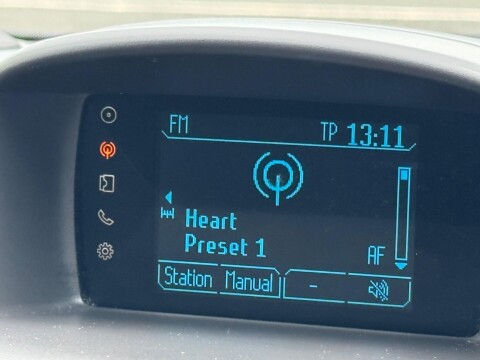 FM TP 13:11
Heart
Preset 1 AF
Station Manual -